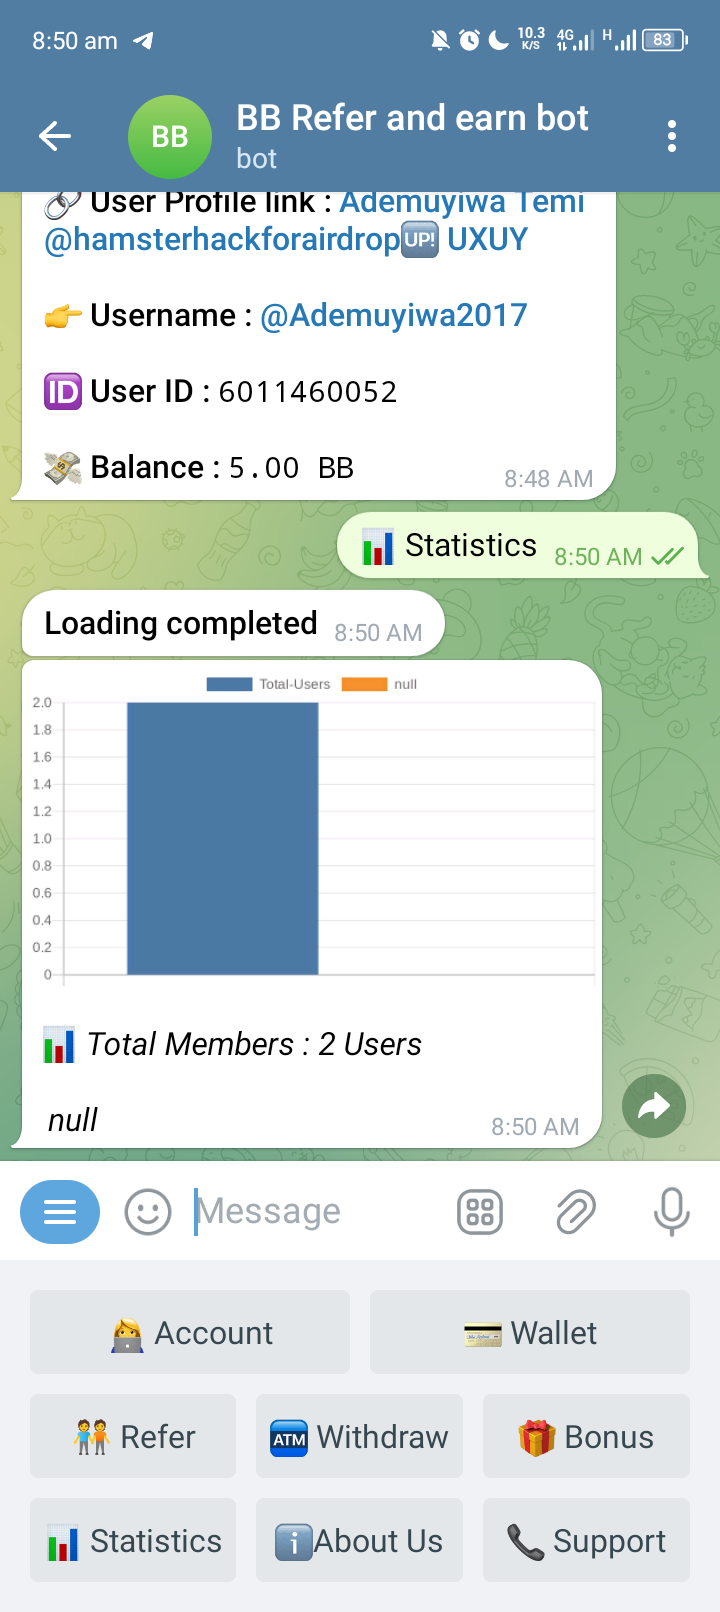 8:50 am 10.3 K/S 4G H 83
BB BB Refer and earn bot
bot
🔗 User Profile link : Ademuyiwa Temi
@hamsterhackforairdrop🆙 UXUY
👉 Username : @Ademuyiwa2017
🆔 User ID : 6011460052
💸 Balance : 5.00 BB 8:48 AM
📊 Statistics 8:50 AM
Loading completed 8:50 AM
Total-Users null
2.0
1.8
1.6
1.4
1.2
1.0
0.8
0.6
0.4
0.2
0
📊 Total Members : 2 Users
null 8:50 AM
Message
👩‍💻 Account 💳 Wallet
🧑‍🤝‍🧑 Refer 🏧 Withdraw 🎁 Bonus
📊 Statistics ℹ️About Us 📞 Support